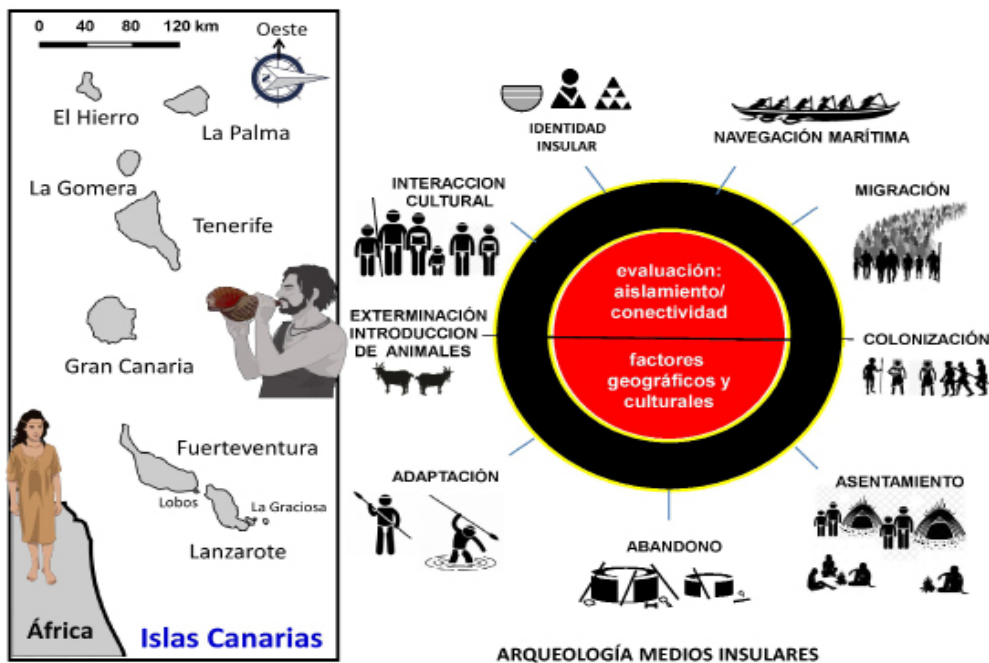 0 40 80 120 km
Oeste
El Hierro
La Palma
La Gomera
Tenerife
Gran Canaria
Fuerteventura
Lobos
La Graciosa
Lanzarote
África
Islas Canarias
IDENTIDAD
INSULAR
NAVEGACIÓN MARÍTIMA
INTERACCION
CULTURAL
MIGRACIÓN
evaluación:
aislamiento/
conectividad
EXTERMINACIÓN
INTRODUCCION
DE ANIMALES
COLONIZACIÓN
factores
geográficos y
culturales
ADAPTACIÓN
ASENTAMIENTO
ABANDONO
ARQUEOLOGÍA MEDIOS INSULARES